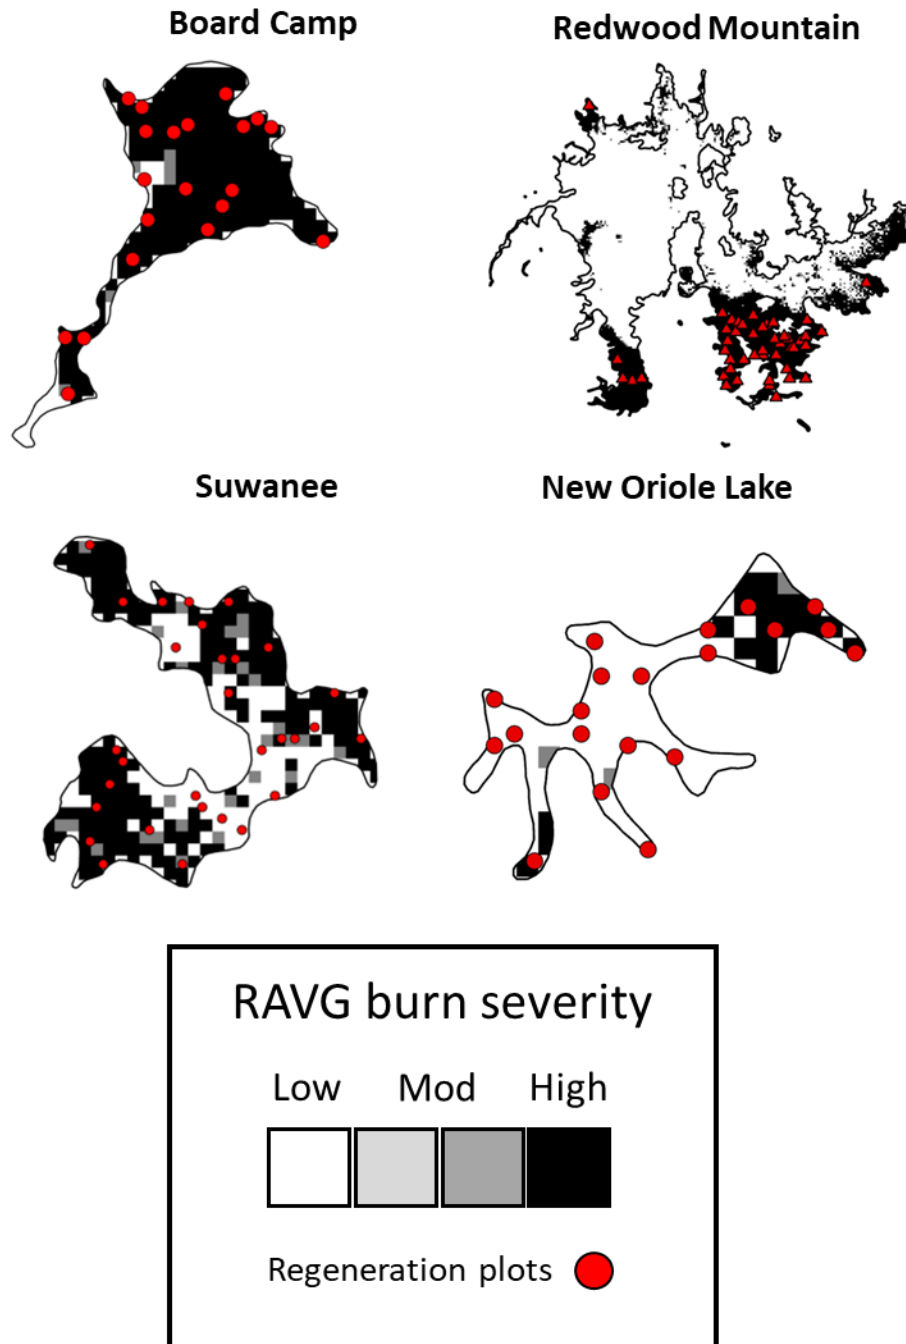 Board Camp
Redwood Mountain
Suwanee
New Oriole Lake
RAVG burn severity
Low Mod High
Regeneration plots